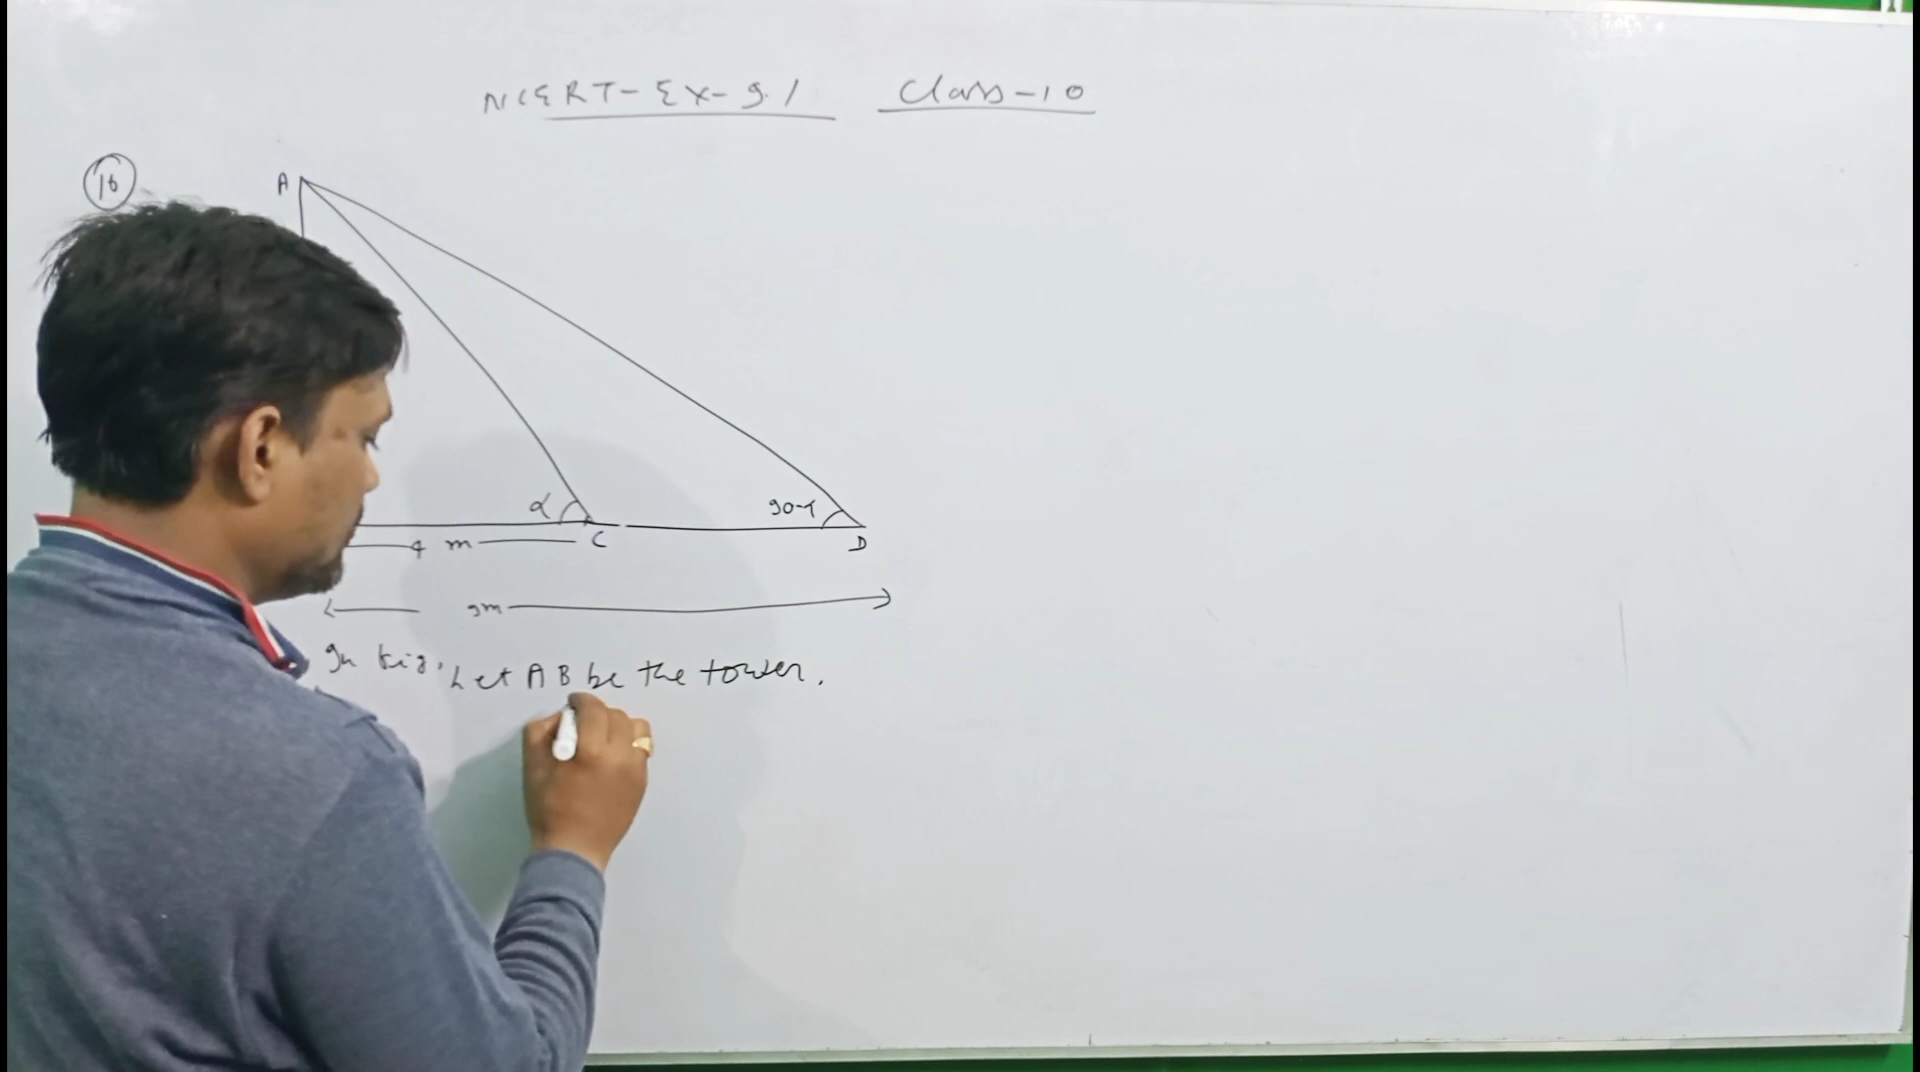 NCERT-Ex-9.1 Class-10
16
A
α
90-α
4 m
C
D
9m
In fig, Let AB be the tower.